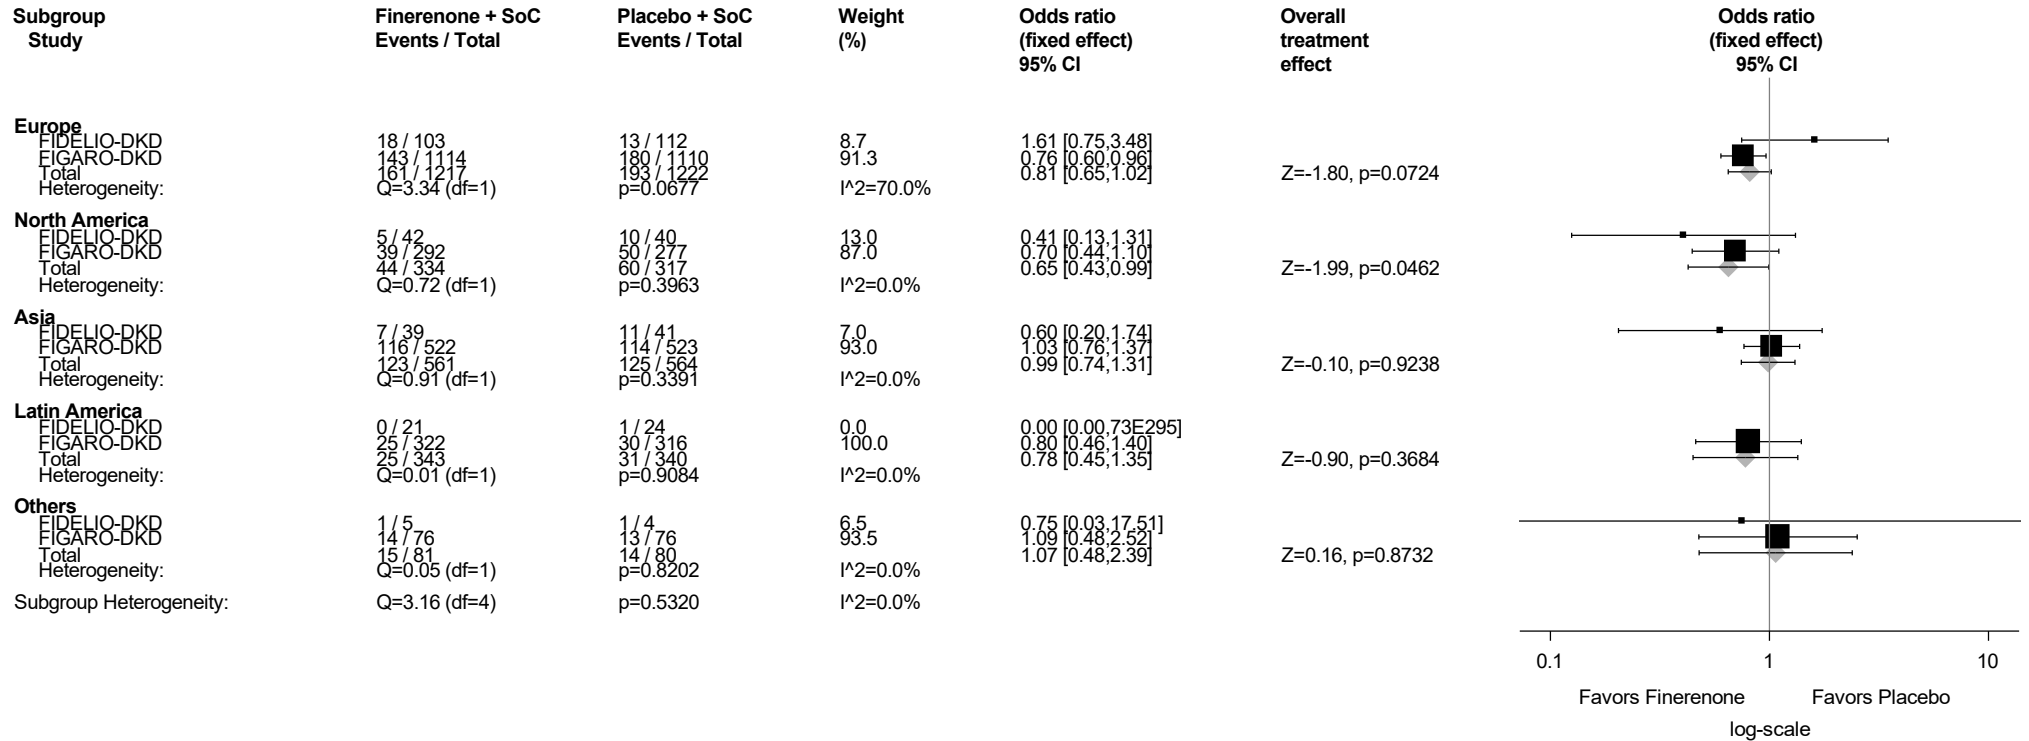 Subgroup Finerenone + SoC Placebo + SoC Weight Odds ratio Overall Odds ratio
Study Events / Total Events / Total (%) (fixed effect) treatment (fixed effect)
95% CI effect 95% CI
Europe
FIDELIO-DKD 18 / 103 13 / 112 8.7 1.61 [0.75,3.48]
FIGARO-DKD 143 / 1114 180 / 1110 91.3 0.76 [0.60,0.96]
Total 161 / 1217 193 / 1222 0.81 [0.65,1.02] Z=-1.80, p=0.0724
Heterogeneity: Q=3.34 (df=1) p=0.0677 I^2=70.0%
North America
FIDELIO-DKD 5 / 42 10 / 40 13.0 0.41 [0.13,1.31]
FIGARO-DKD 39 / 292 50 / 277 87.0 0.70 [0.44,1.10]
Total 44 / 334 60 / 317 0.65 [0.43,0.99] Z=-1.99, p=0.0462
Heterogeneity: Q=0.72 (df=1) p=0.3963 I^2=0.0%
Asia
FIDELIO-DKD 7 / 39 11 / 41 7.0 0.60 [0.20,1.74]
FIGARO-DKD 116 / 522 114 / 523 93.0 1.03 [0.76,1.37]
Total 123 / 561 125 / 564 0.99 [0.74,1.31] Z=-0.10, p=0.9238
Heterogeneity: Q=0.91 (df=1) p=0.3391 I^2=0.0%
Latin America
FIDELIO-DKD 0 / 21 1 / 24 0.0 0.00 [0.00,73E295]
FIGARO-DKD 25 / 322 30 / 316 100.0 0.80 [0.46,1.40]
Total 25 / 343 31 / 340 0.78 [0.45,1.35] Z=-0.90, p=0.3684
Heterogeneity: Q=0.01 (df=1) p=0.9084 I^2=0.0%
Others
FIDELIO-DKD 1 / 5 1 / 4 6.5 0.75 [0.03,17.51]
FIGARO-DKD 14 / 76 13 / 76 93.5 1.09 [0.48,2.52]
Total 15 / 81 14 / 80 1.07 [0.48,2.39] Z=0.16, p=0.8732
Heterogeneity: Q=0.05 (df=1) p=0.8202 I^2=0.0%
Subgroup Heterogeneity: Q=3.16 (df=4) p=0.5320 I^2=0.0%
0.1 1 10
Favors Finerenone Favors Placebo
log-scale